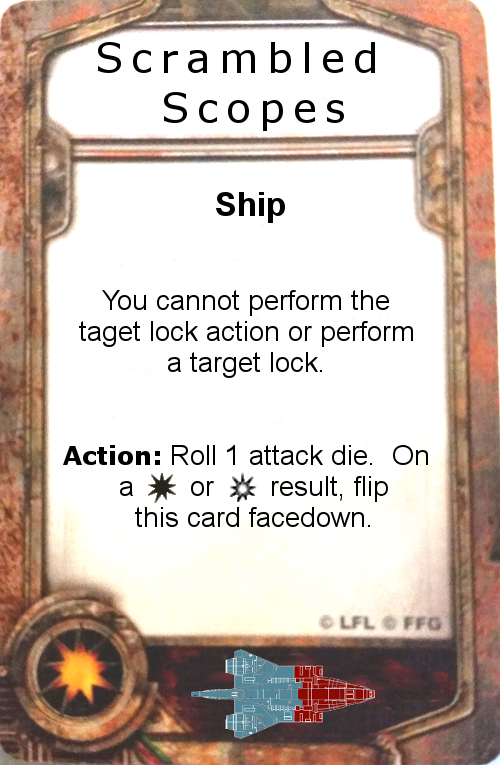 Scrambled
Scopes
Ship
You cannot perform the
taget lock action or perform
a target lock.
Action: Roll 1 attack die. On
a or result, flip
this card facedown.
© LFL © FFG